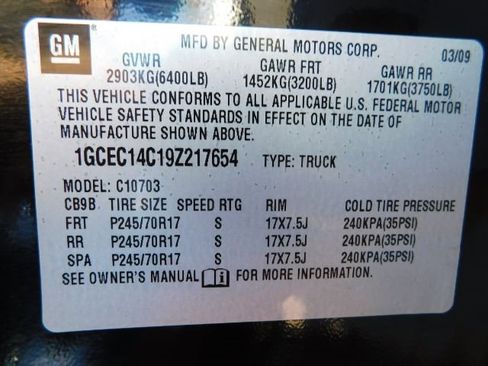 GM
MFD BY GENERAL MOTORS CORP. 03/09
GVWR GAWR FRT GAWR RR
2903KG(6400LB) 1452KG(3200LB) 1701KG(3750LB)
THIS VEHICLE CONFORMS TO ALL APPLICABLE U.S. FEDERAL MOTOR
VEHICLE SAFETY STANDARDS IN EFFECT ON THE DATE OF
MANUFACTURE SHOWN ABOVE.
1GCEC14C19Z217654 TYPE: TRUCK
MODEL: C10703
CB9B TIRE SIZE SPEED RTG RIM COLD TIRE PRESSURE
FRT P245/70R17 S 17X7.5J 240KPA(35PSI)
RR P245/70R17 S 17X7.5J 240KPA(35PSI)
SPA P245/70R17 S 17X7.5J 240KPA(35PSI)
SEE OWNER'S MANUAL FOR MORE INFORMATION.